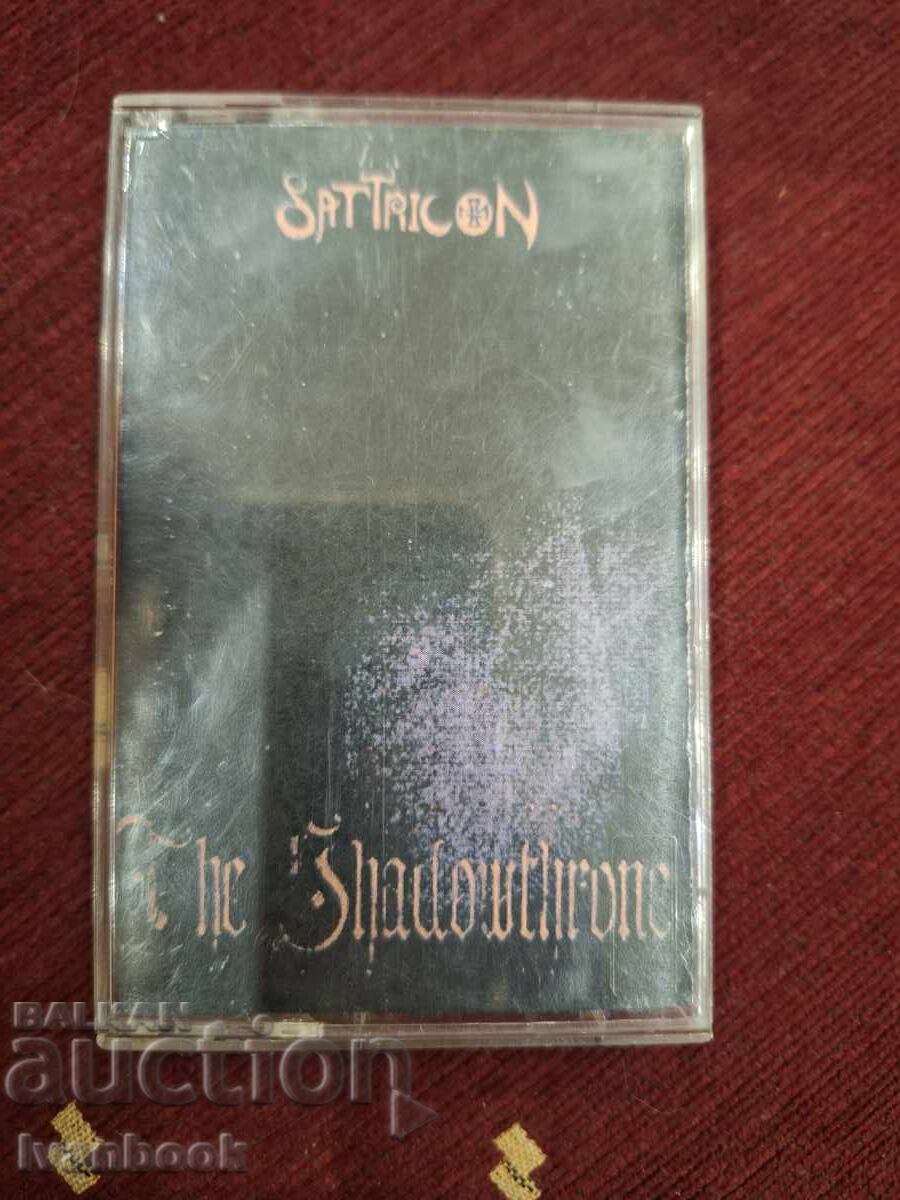 SATYRICON
The Shadowthrone
BALKAN
auction
Ivanbook